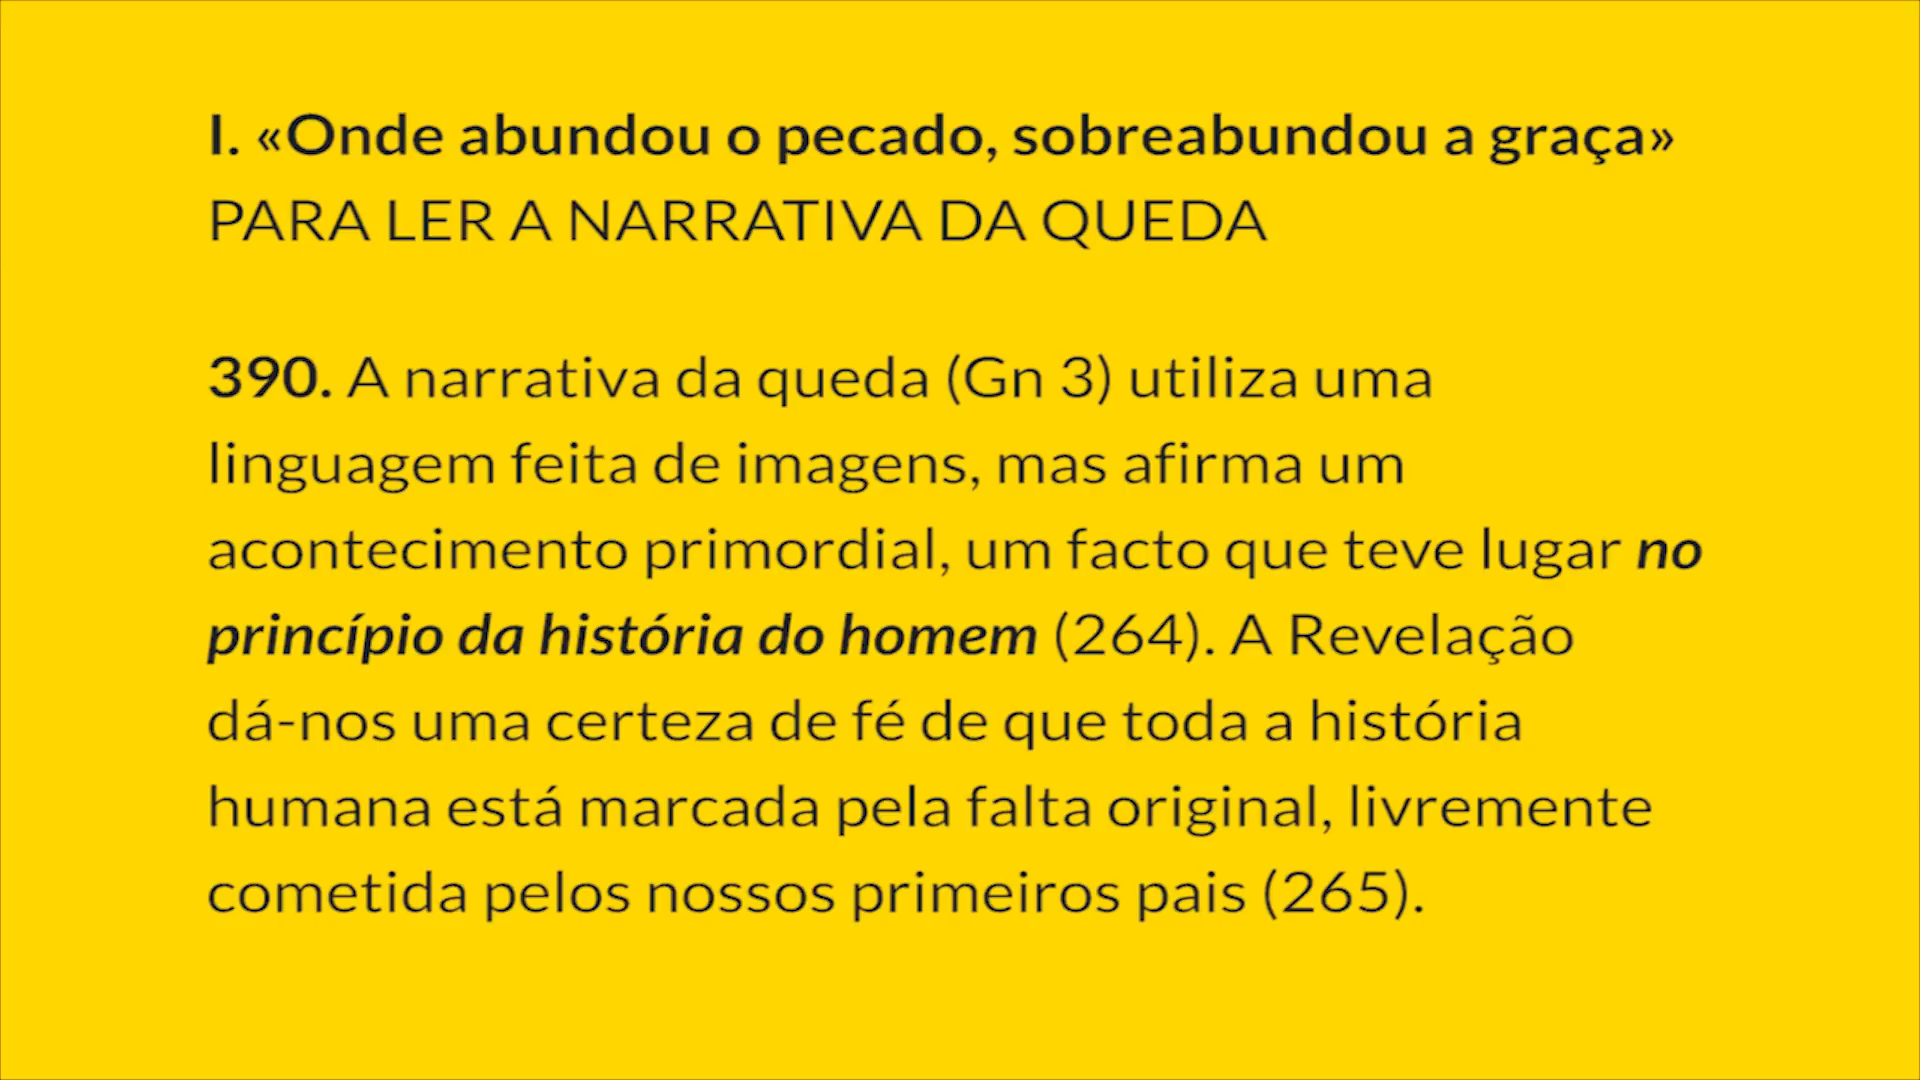 I. «Onde abundou o pecado, sobreabundou a graça»
PARA LER A NARRATIVA DA QUEDA
390. A narrativa da queda (Gn 3) utiliza uma
linguagem feita de imagens, mas afirma um
acontecimento primordial, um facto que teve lugar no
princípio da história do homem (264). A Revelação
dá-nos uma certeza de fé de que toda a história
humana está marcada pela falta original, livremente
cometida pelos nossos primeiros pais (265).